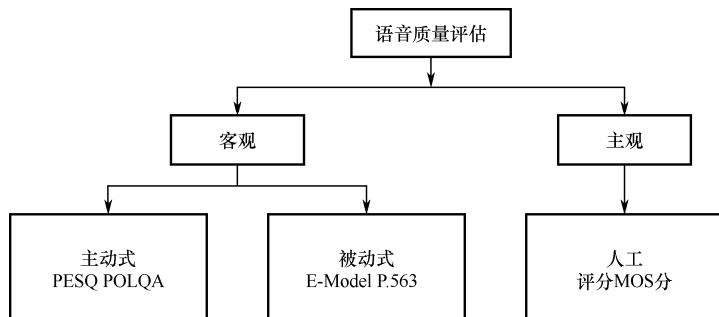 语音质量评估
客观
主观
主动式
PESQ POLQA
被动式
E-Model P.563
人工
评分MOS分